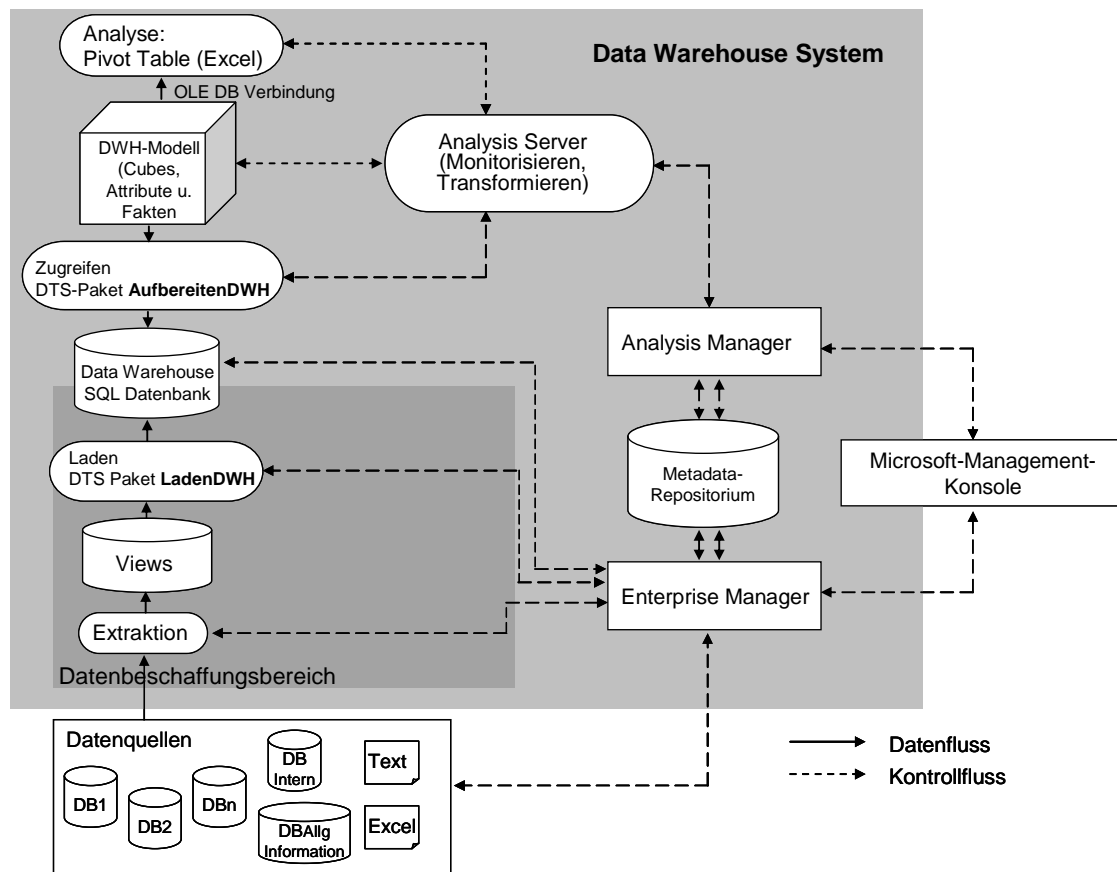 Analyse:
Pivot Table (Excel)
Data Warehouse System
OLE DB Verbindung
DWH-Modell
(Cubes,
Attribute u.
Fakten
Analysis Server
(Monitorisieren,
Transformieren)
Zugreifen
DTS-Paket AufbereitenDWH
Data Warehouse
SQL Datenbank
Analysis Manager
Laden
DTS Paket LadenDWH
Metadata-
Repositorium
Microsoft-Management-
Konsole
Views
Enterprise Manager
Extraktion
Datenbeschaffungsbereich
Datenquellen
DB1
DB2
DBn
DB
Intern
DBAllg
Information
Text
Excel
Datenfluss
Kontrollfluss